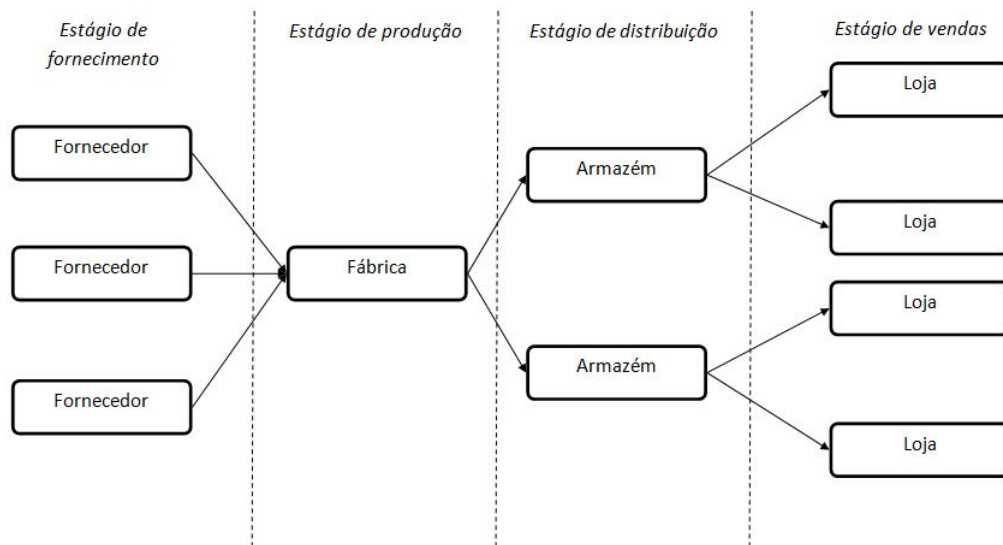 Estágio de
fornecimento
Estágio de produção
Estágio de distribuição
Estágio de vendas
Fornecedor
Fornecedor
Fornecedor
Fábrica
Armazém
Armazém
Loja
Loja
Loja
Loja